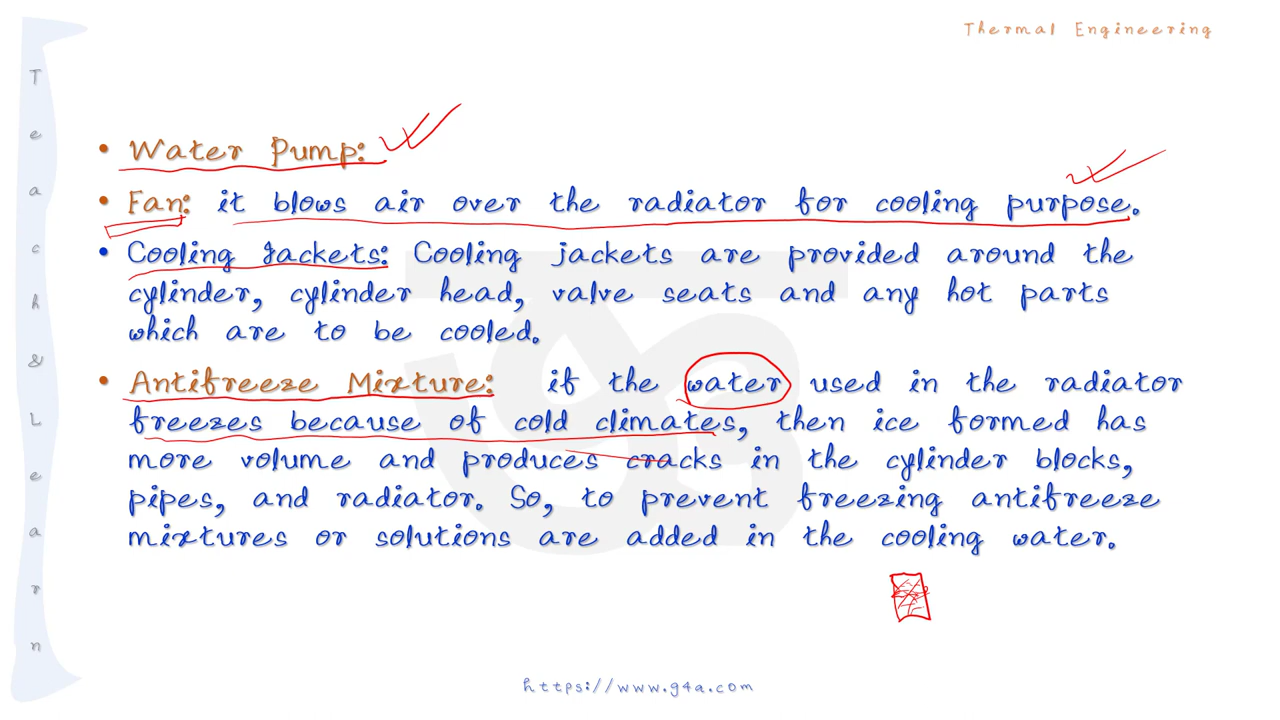 Thermal Engineering
Teach&Learn
• Water Pump:
• Fan: it blows air over the radiator for cooling purpose.
• Cooling Jackets: Cooling jackets are provided around the
cylinder, cylinder head, valve seats and any hot parts
which are to be cooled.
• Antifreeze Mixture: if the water used in the radiator
freezes because of cold climates, then ice formed has
more volume and produces cracks in the cylinder blocks,
pipes, and radiator. So, to prevent freezing antifreeze
mixtures or solutions are added in the cooling water.
https://www.g4a.com